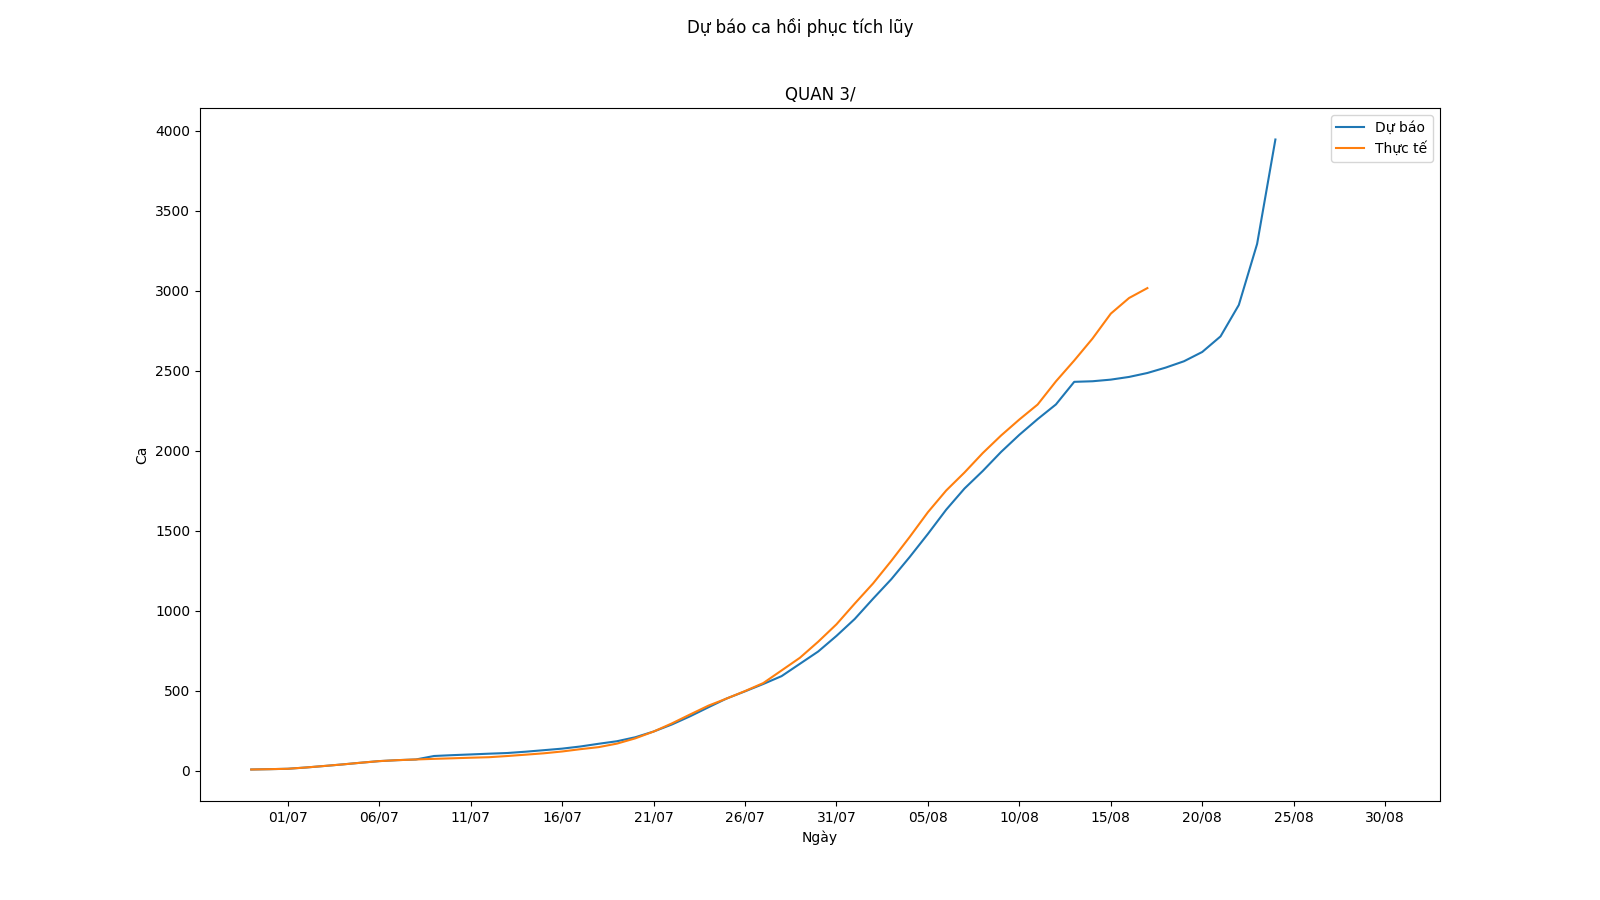 Dự báo ca hồi phục tích lũy
QUAN 3/
Dự báo
Thực tế
4000
3500
3000
2500
2000
1500
1000
500
0
Ca
01/07 06/07 11/07 16/07 21/07 26/07 31/07 05/08 10/08 15/08 20/08 25/08 30/08
Ngày